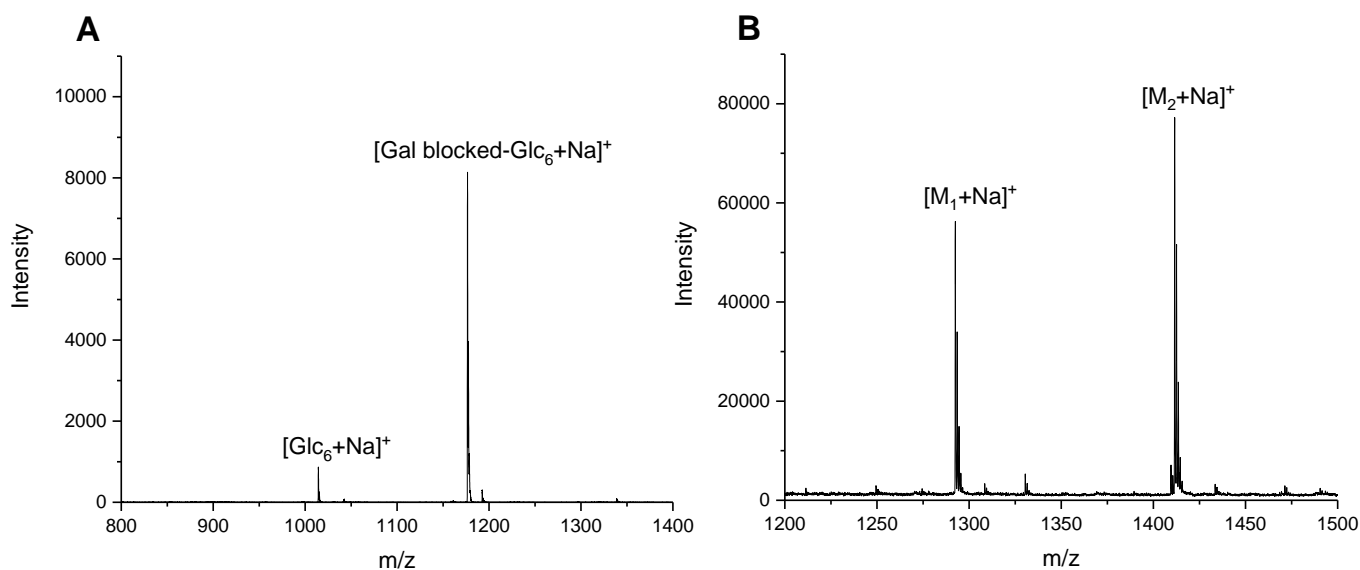 A
[Gal blocked-Glc₆+Na]⁺
[Glc₆+Na]⁺
Intensity
10000
8000
6000
4000
2000
0
800
900
1000
1100
1200
1300
1400
m/z
B
[M₂+Na]⁺
[M₁+Na]⁺
Intensity
80000
60000
40000
20000
0
1200
1250
1300
1350
1400
1450
1500
m/z